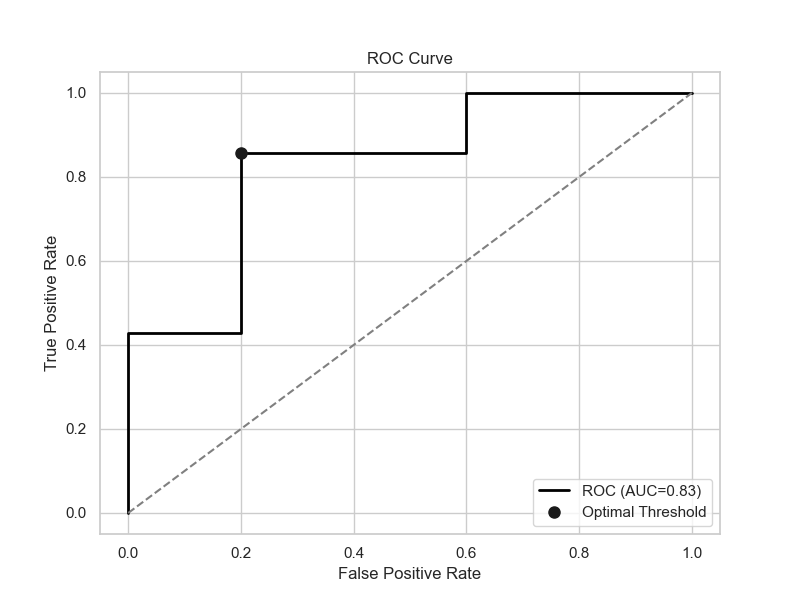 ROC Curve
True Positive Rate
1.0
0.8
0.6
0.4
0.2
0.0
0.0 0.2 0.4 0.6 0.8 1.0
False Positive Rate
ROC (AUC=0.83)
Optimal Threshold